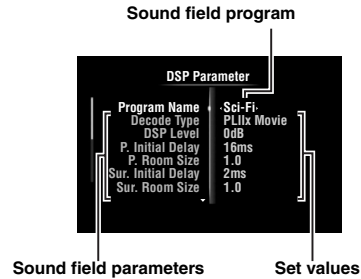 Sound field program
DSP Parameter
Program Name Sci-Fi
Decode Type PLIIx Movie
DSP Level 0dB
P. Initial Delay 16ms
P. Room Size 1.0
Sur. Initial Delay 2ms
Sur. Room Size 1.0
Sound field parameters Set values